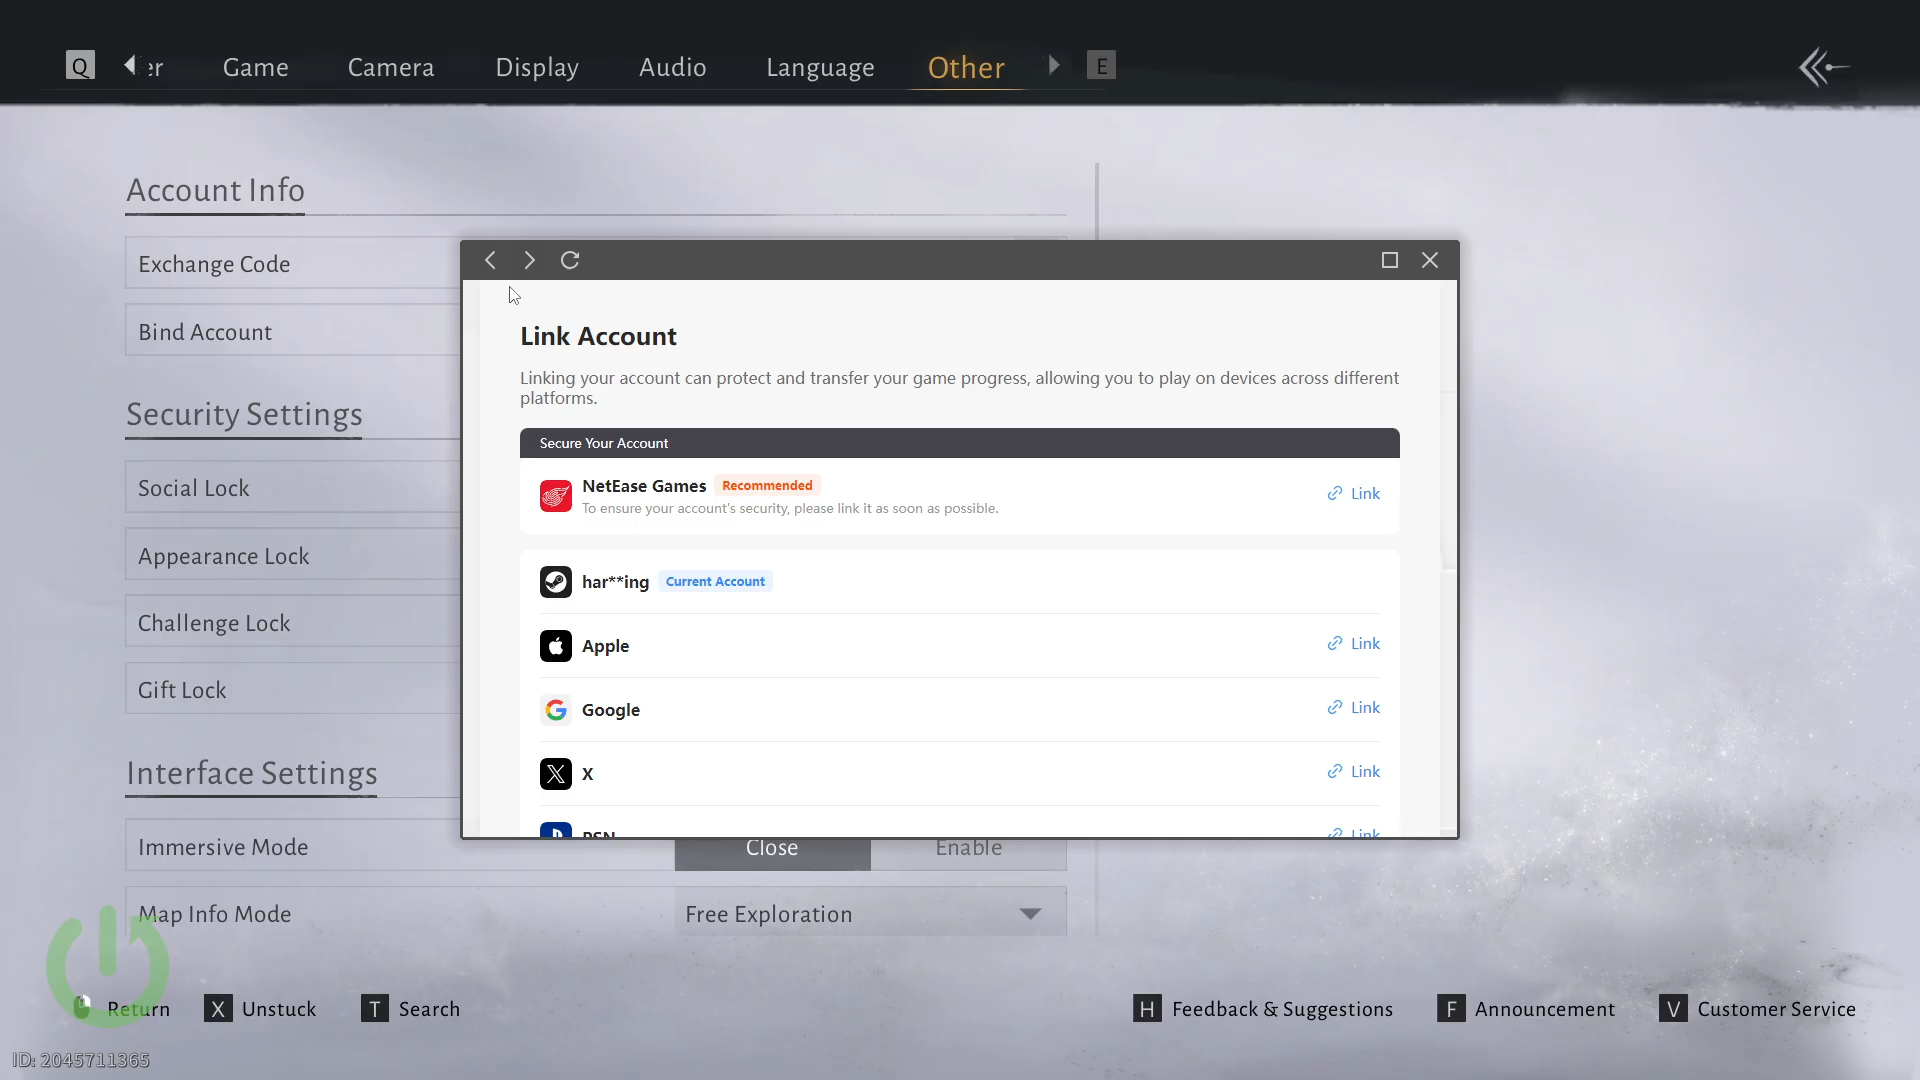 Q
er
Game
Camera
Display
Audio
Language
Other
E
Account Info
Exchange Code
Bind Account
Security Settings
Social Lock
Appearance Lock
Challenge Lock
Gift Lock
Interface Settings
Immersive Mode
Close
Enable
Map Info Mode
Free Exploration
Link Account
Linking your account can protect and transfer your game progress, allowing you to play on devices across different
platforms.
Secure Your Account
NetEase Games
Recommended
To ensure your account's security, please link it as soon as possible.
Link
har**ing
Current Account
Apple
Link
Google
Link
X
Link
PSN
Link
Return
X Unstuck
T Search
H Feedback & Suggestions
F Announcement
V Customer Service
ID: 2045711365